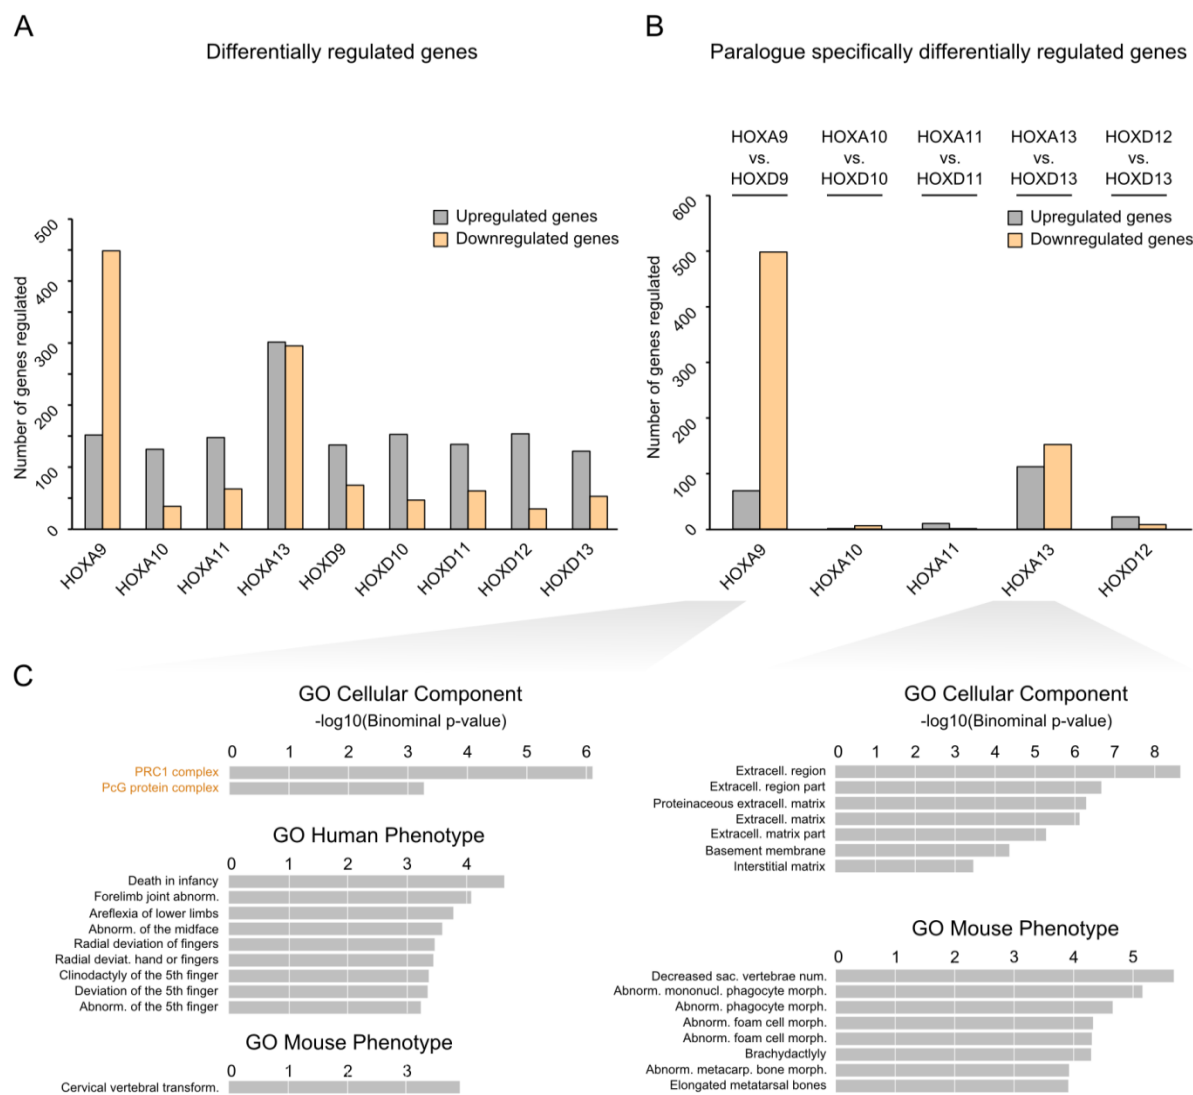 A
Differentially regulated genes
Upregulated genes
Downregulated genes
Number of genes regulated
500
400
300
200
100
0
HOXA9
HOXA10
HOXA11
HOXA13
HOXD9
HOXD10
HOXD11
HOXD12
HOXD13
B
Paralogue specifically differentially regulated genes
HOXA9 HOXA10 HOXA11 HOXA13 HOXD12
vs. vs. vs. vs. vs.
HOXD9 HOXD10 HOXD11 HOXD13 HOXD13
Upregulated genes
Downregulated genes
Number of genes regulated
600
500
400
300
200
100
0
HOXA9
HOXA10
HOXA11
HOXA13
HOXD12
C
GO Cellular Component
-log10(Binominal p-value)
0 1 2 3 4 5 6
PRC1 complex
PcG protein complex
GO Human Phenotype
0 1 2 3 4
Death in infancy
Forelimb joint abnorm.
Areflexia of lower limbs
Abnorm. of the midface
Radial deviation of fingers
Radial deviat. hand or fingers
Clinodactyly of the 5th finger
Deviation of the 5th finger
Abnorm. of the 5th finger
GO Mouse Phenotype
0 1 2 3
Cervical vertebral transform.
GO Cellular Component
-log10(Binominal p-value)
0 1 2 3 4 5 6 7 8
Extracell. region
Extracell. region part
Proteinaceous extracell. matrix
Extracell. matrix
Extracell. matrix part
Basement membrane
Interstitial matrix
GO Mouse Phenotype
0 1 2 3 4 5
Decreased sac. vertebrae num.
Abnorm. mononucl. phagocyte morph.
Abnorm. phagocyte morph.
Abnorm. foam cell morph.
Abnorm. foam cell morph.
Brachydactlyly
Abnorm. metacarp. bone morph.
Elongated metatarsal bones